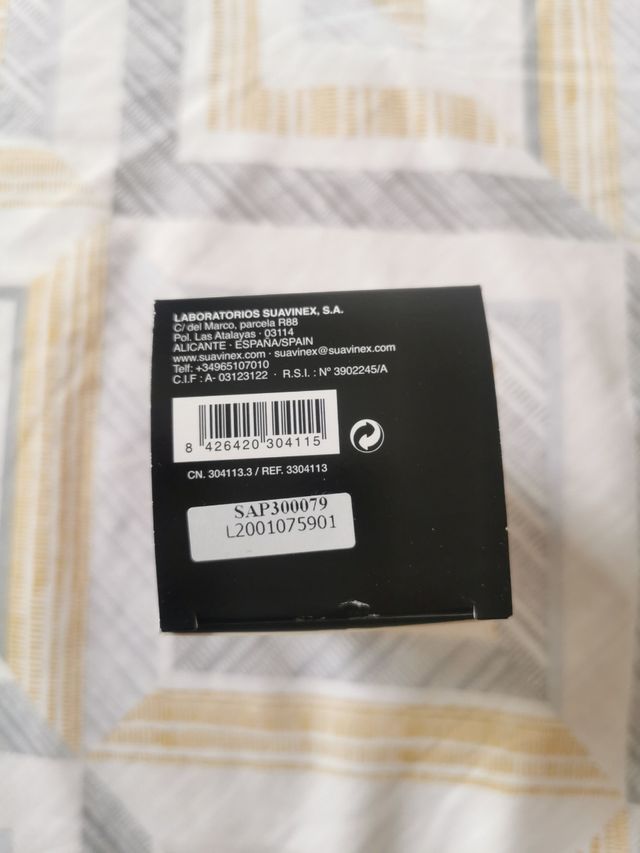 LABORATORIOS SUAVINEX, S.A.
C/ del Marco, parcela R88
Pol. Las Atalayas · 03114
ALICANTE · ESPAÑA/SPAIN
www.suavinex.com · suavinex@suavinex.com
Telf: +34965107010
C.I.F : A- 03123122 · R.S.I. : Nº 3902245/A
8 426420 304115
CN. 304113.3 / REF. 3304113
SAP300079
L2001075901